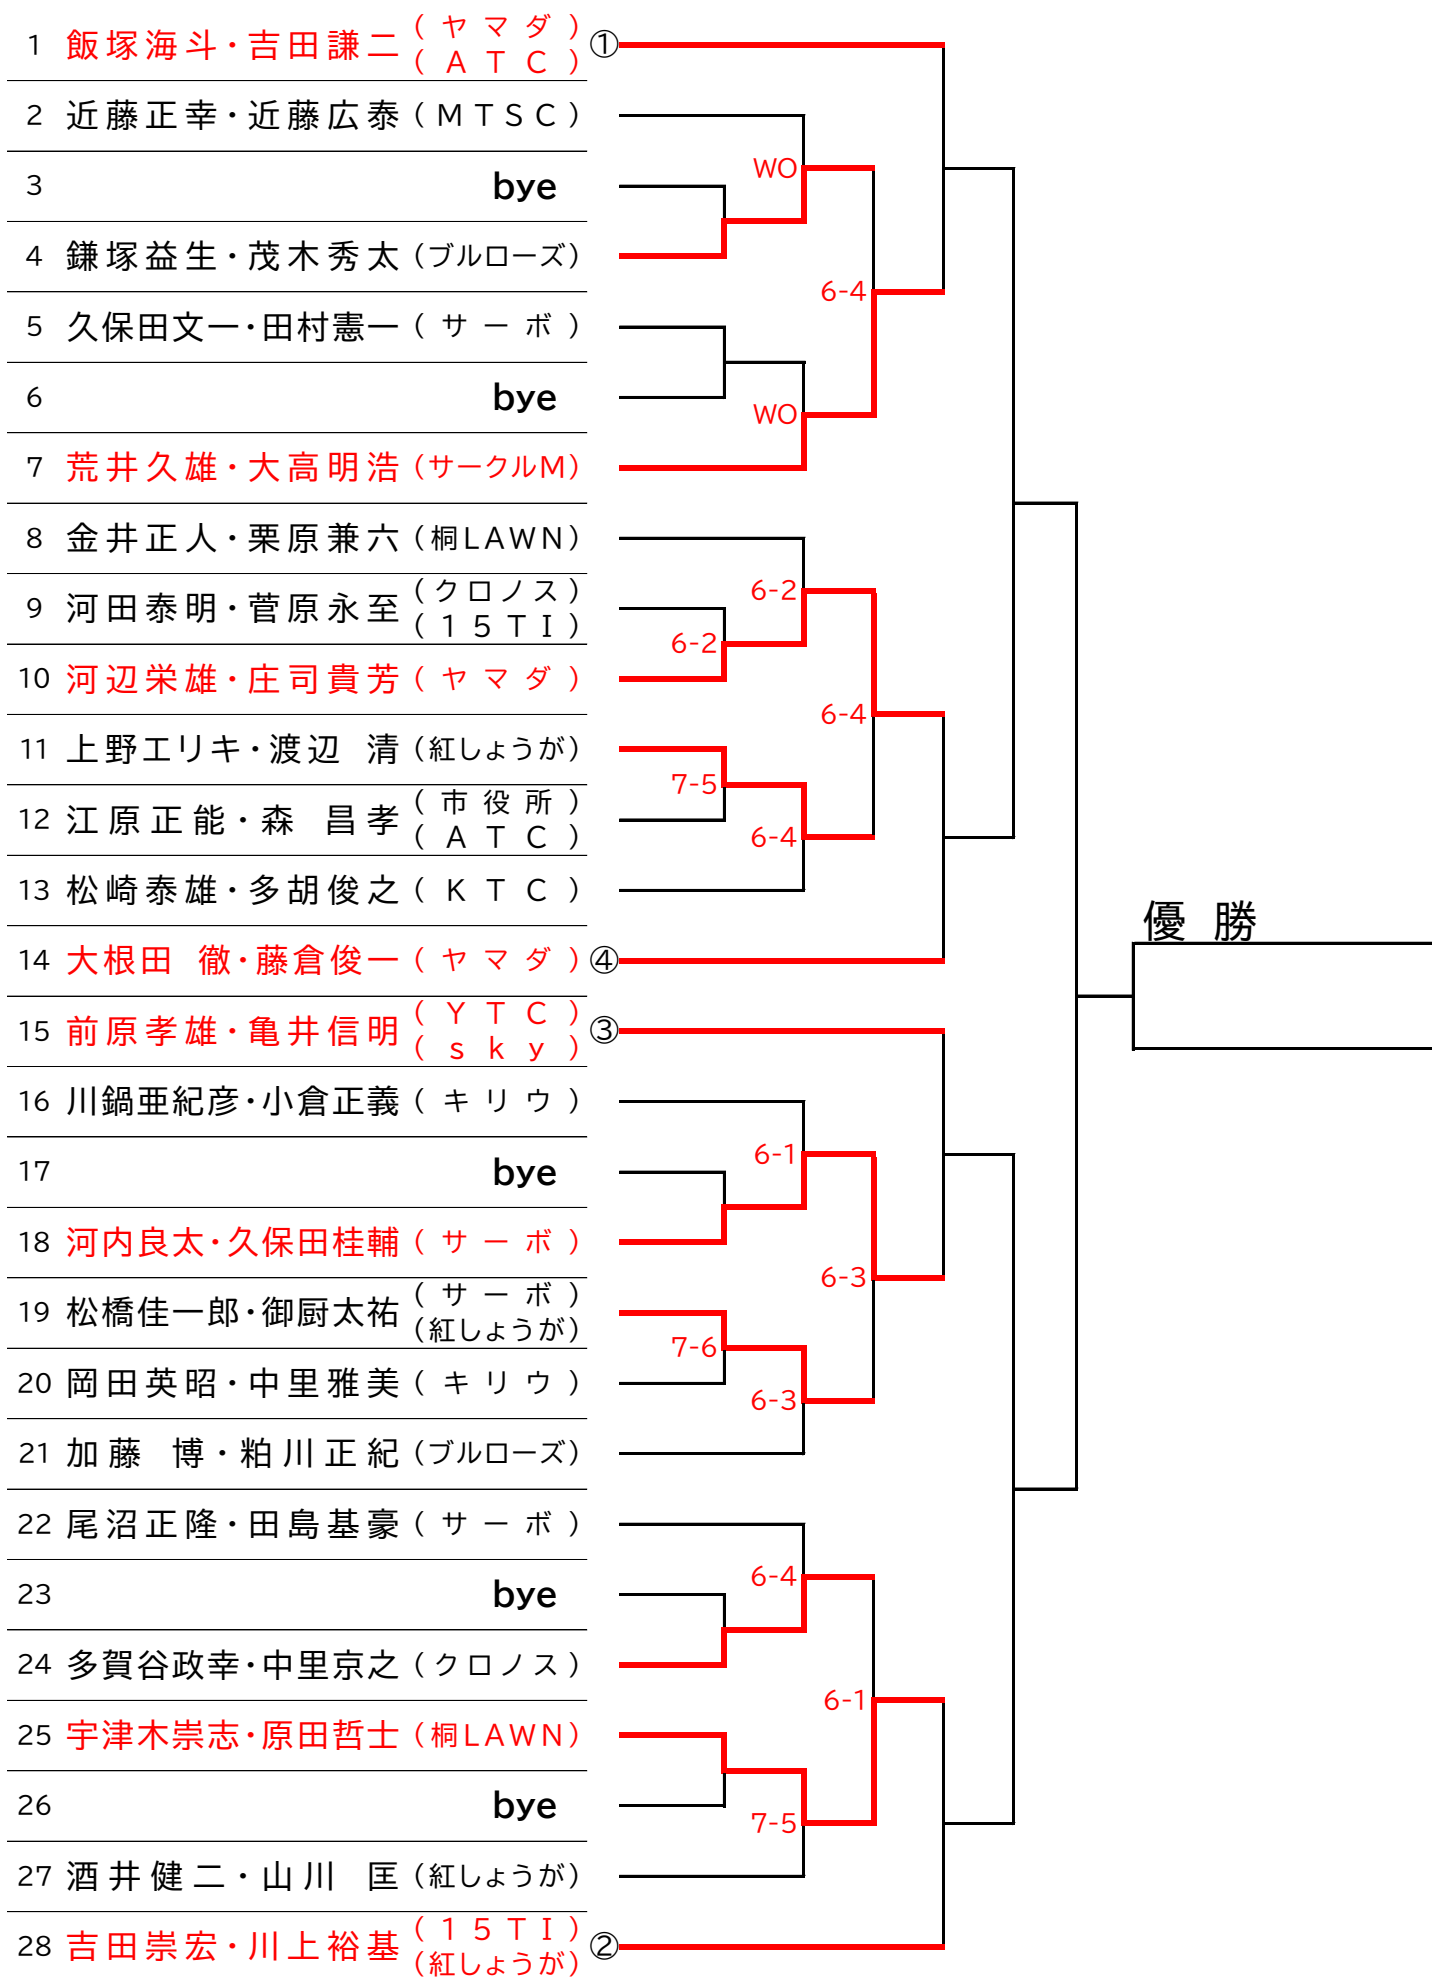 1 飯塚海斗・吉田謙二 (ヤマダ) ①
(ATC)
2 近藤正幸・近藤広泰 (MTSC)
WO
3 bye
4 鎌塚益生・茂木秀太 (ブルローズ)
6-4
5 久保田文一・田村憲一 (サーボ)
6 bye
WO
7 荒井久雄・大高明浩 (サークルM)
8 金井正人・栗原兼六 (桐LAWN)
6-2
9 河田泰明・菅原永至 (クロノス)
(15TI)
6-2
10 河辺栄雄・庄司貴芳 (ヤマダ)
6-4
11 上野エリキ・渡辺 清 (紅しょうが)
7-5
12 江原正能・森 昌孝 (市役所)
(ATC)
6-4
13 松崎泰雄・多胡俊之 (KTC)
優 勝
14 大根田 徹・藤倉俊一 (ヤマダ) ④
15 前原孝雄・亀井信明 (YTC) ③
(sky)
16 川鍋亜紀彦・小倉正義 (キリウ)
6-1
17 bye
18 河内良太・久保田桂輔 (サーボ)
6-3
19 松橋佳一郎・御厨太祐 (サーボ)
(紅しょうが)
7-6
20 岡田英昭・中里雅美 (キリウ)
6-3
21 加藤 博・粕川正紀 (ブルローズ)
22 尾沼正隆・田島基豪 (サーボ)
6-4
23 bye
24 多賀谷政幸・中里京之 (クロノス)
6-1
25 宇津木崇志・原田哲士 (桐LAWN)
26 bye
7-5
27 酒井健二・山川 匡 (紅しょうが)
28 吉田崇宏・川上裕基 (15TI) ②
(紅しょうが)